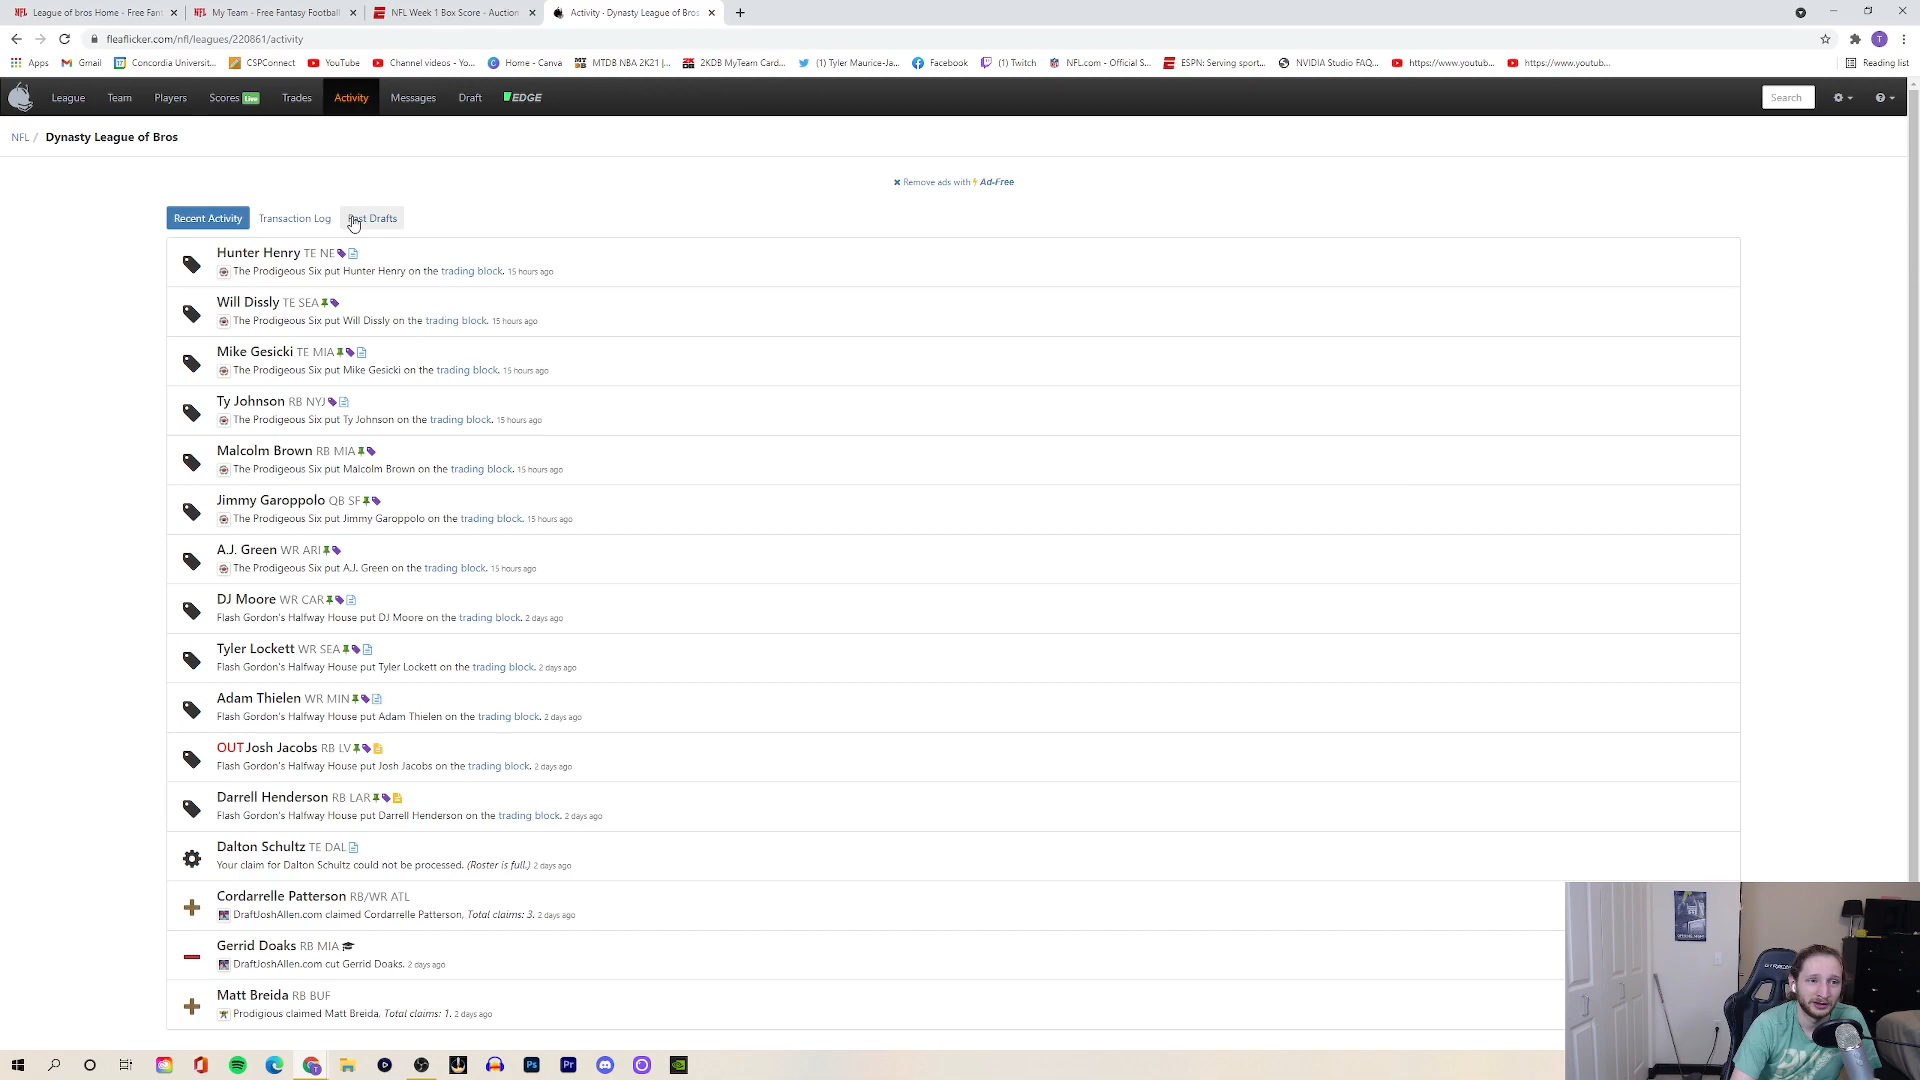 League of bros Home - Free Fant
My Team - Free Fantasy Football
NFL Week 1 Box Score - Auction
Activity · Dynasty League of Bros
fleaflicker.com/nfl/leagues/220861/activity
Apps
Gmail
Concordia Universit...
CSPConnect
YouTube
Channel videos - Yo...
Home - Canva
MTDB NBA 2K21 |...
2KDB MyTeam Card...
(1) Tyler Maurice-Ja...
Facebook
(1) Twitch
NFL.com - Official S...
ESPN: Serving sport...
NVIDIA Studio FAQ...
https://www.youtub...
https://www.youtub...
Reading list
League
Team
Players
Scores Live
Trades
Activity
Messages
Draft
EDGE
Search
NFL / Dynasty League of Bros
Remove ads with Ad-Free
Recent Activity
Transaction Log
Past Drafts
Hunter Henry TE NE
The Prodigeous Six put Hunter Henry on the trading block. 15 hours ago
Will Dissly TE SEA
The Prodigeous Six put Will Dissly on the trading block. 15 hours ago
Mike Gesicki TE MIA
The Prodigeous Six put Mike Gesicki on the trading block. 15 hours ago
Ty Johnson RB NYJ
The Prodigeous Six put Ty Johnson on the trading block. 15 hours ago
Malcolm Brown RB MIA
The Prodigeous Six put Malcolm Brown on the trading block. 15 hours ago
Jimmy Garoppolo QB SF
The Prodigeous Six put Jimmy Garoppolo on the trading block. 15 hours ago
A.J. Green WR ARI
The Prodigeous Six put A.J. Green on the trading block. 15 hours ago
DJ Moore WR CAR
Flash Gordon's Halfway House put DJ Moore on the trading block. 2 days ago
Tyler Lockett WR SEA
Flash Gordon's Halfway House put Tyler Lockett on the trading block. 2 days ago
Adam Thielen WR MIN
Flash Gordon's Halfway House put Adam Thielen on the trading block. 2 days ago
OUT Josh Jacobs RB LV
Flash Gordon's Halfway House put Josh Jacobs on the trading block. 2 days ago
Darrell Henderson RB LAR
Flash Gordon's Halfway House put Darrell Henderson on the trading block. 2 days ago
Dalton Schultz TE DAL
Your claim for Dalton Schultz could not be processed. (Roster is full.) 2 days ago
Cordarrelle Patterson RB/WR ATL
DraftJoshAllen.com claimed Cordarrelle Patterson, Total claims: 3. 2 days ago
Gerrid Doaks RB MIA
DraftJoshAllen.com cut Gerrid Doaks. 2 days ago
Matt Breida RB BUF
Prodigious claimed Matt Breida, Total claims: 1. 2 days ago